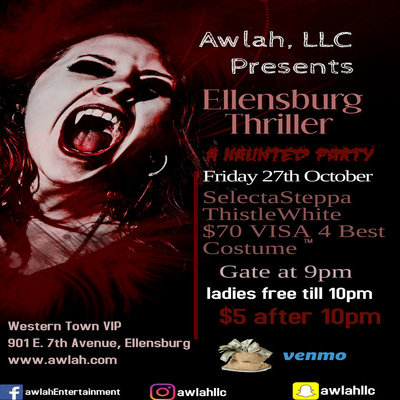 Awlah, LLC
Presents
Ellensburg
Thriller
A HAUNTED PARTY
Friday 27th October
SelectaSteppa
ThistleWhite
$70 VISA 4 Best
Costume ™
Gate at 9pm
ladies free till 10pm
$5 after 10pm
Western Town VIP
901 E. 7th Avenue, Ellensburg
www.awlah.com
venmo
awlahEntertainment
awlahllc
awlahllc